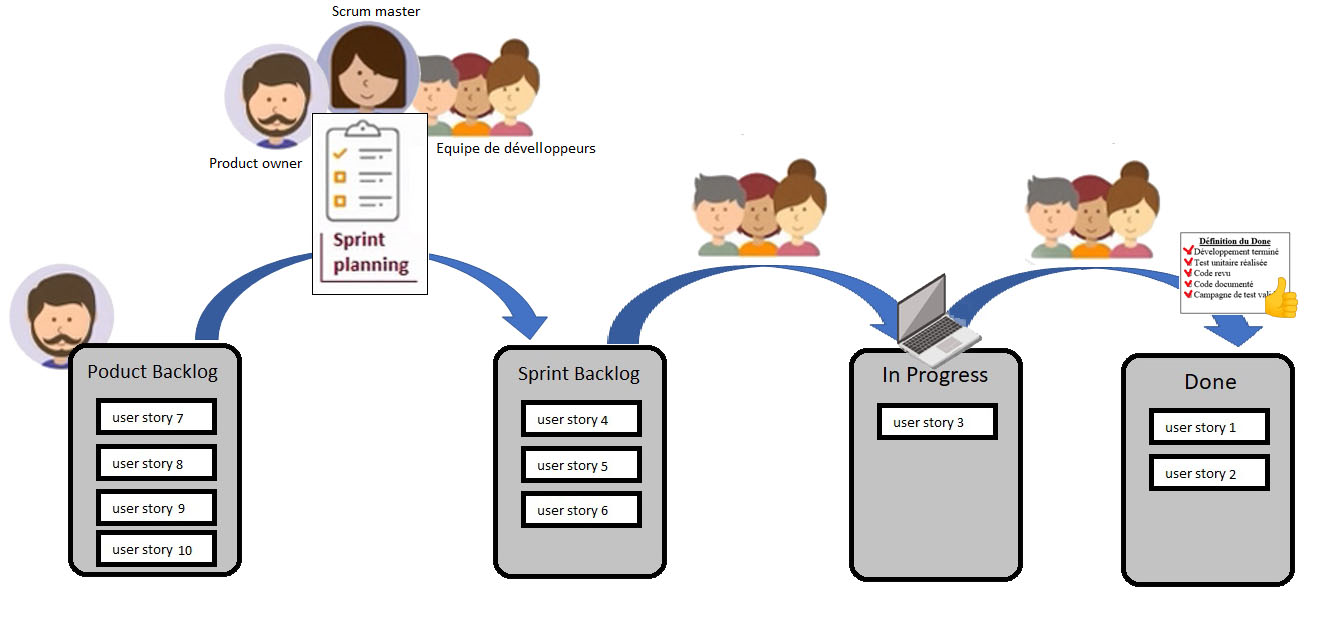 Scrum master
Product owner
Equipe de dévelloppeurs
Sprint
planning
Définition du Done
Développement terminé
Test unitaire réalisée
Code revu
Code documenté
Campagne de test
Poduct Backlog
user story 7
user story 8
user story 9
user story 10
Sprint Backlog
user story 4
user story 5
user story 6
In Progress
user story 3
Done
user story 1
user story 2